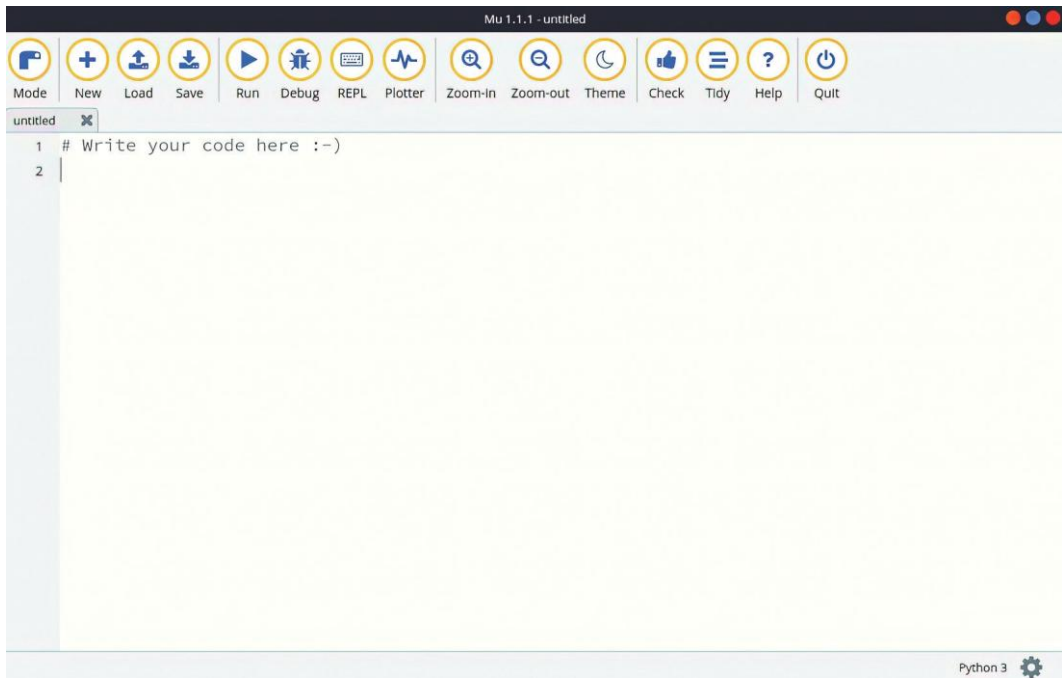 Mu 1.1.1 - untitled
Mode New Load Save Run Debug REPL Plotter Zoom-in Zoom-out Theme Check Tidy Help Quit
untitled
1 # Write your code here :-)
2
Python 3